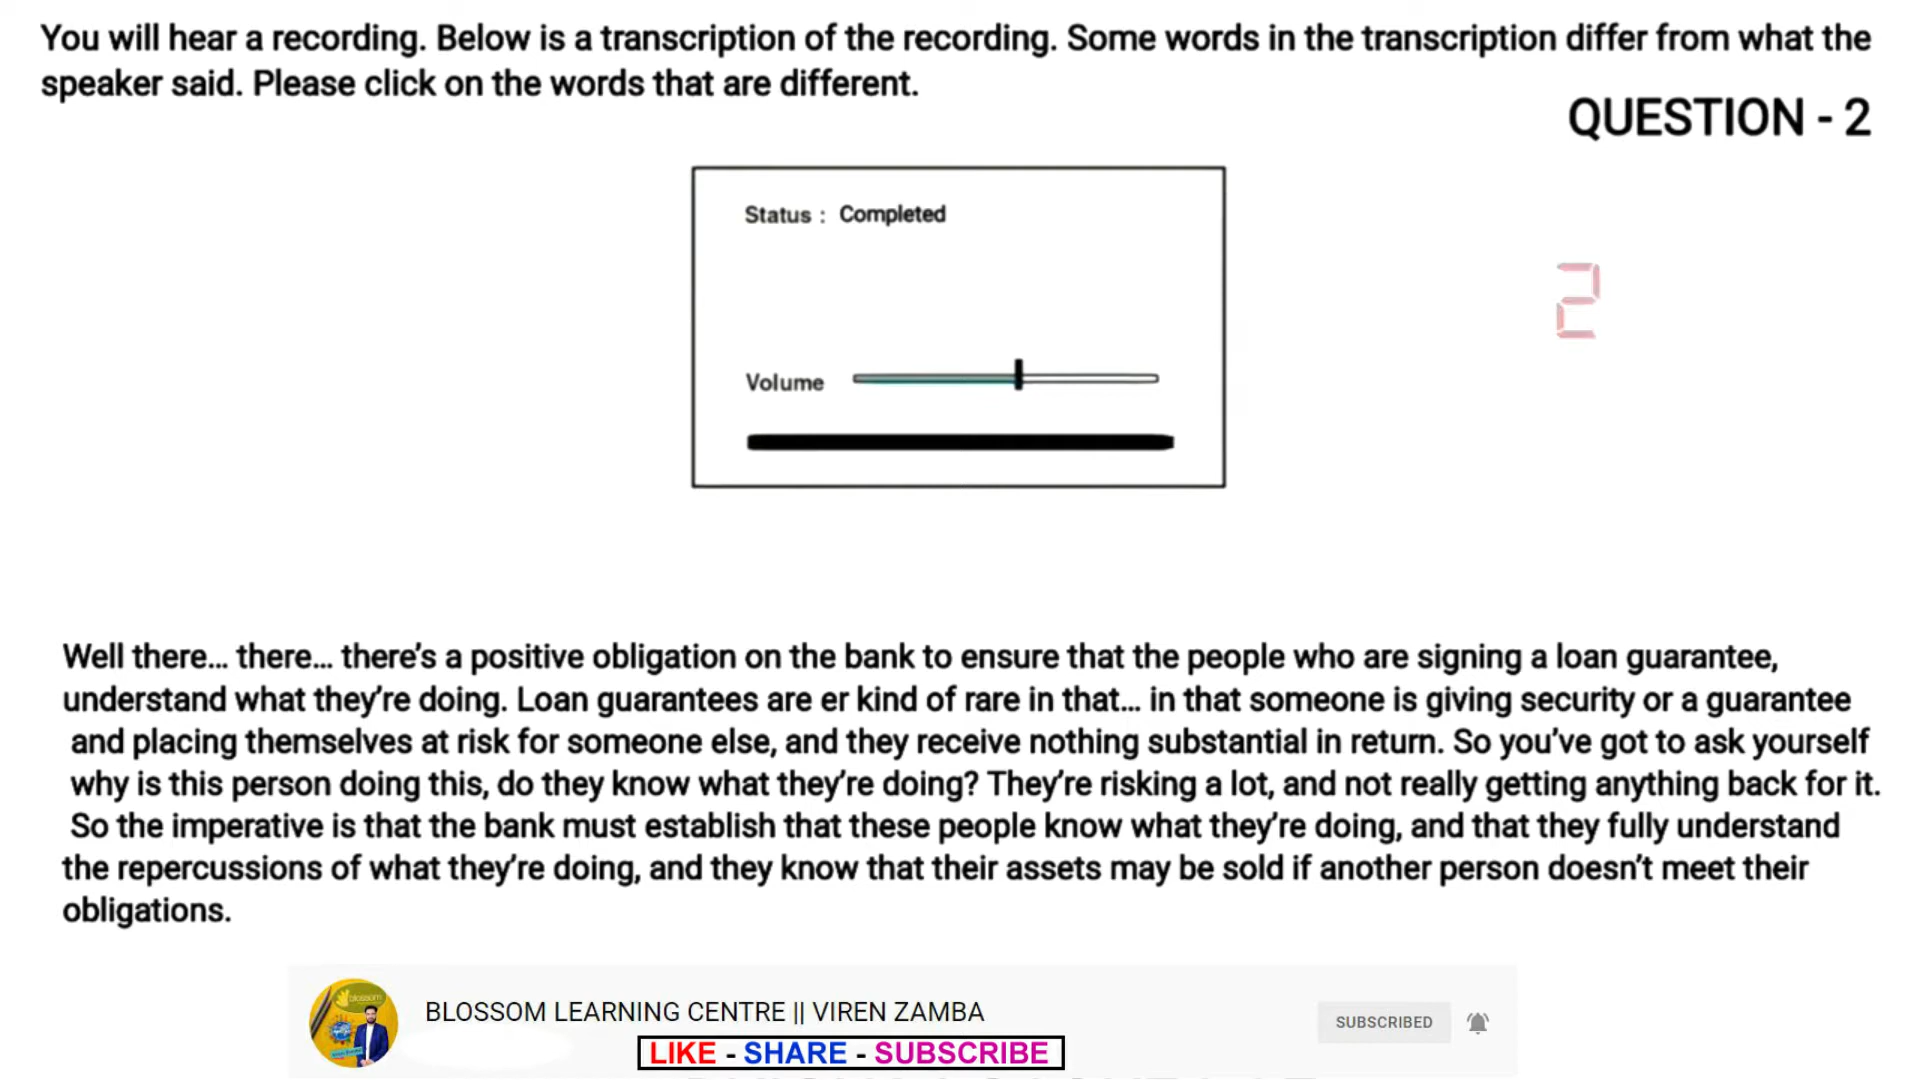 You will hear a recording. Below is a transcription of the recording. Some words in the transcription differ from what the
speaker said. Please click on the words that are different.
QUESTION - 2
Status : Completed
2
Volume
Well there... there... there's a positive obligation on the bank to ensure that the people who are signing a loan guarantee,
understand what they're doing. Loan guarantees are er kind of rare in that... in that someone is giving security or a guarantee
and placing themselves at risk for someone else, and they receive nothing substantial in return. So you've got to ask yourself
why is this person doing this, do they know what they're doing? They're risking a lot, and not really getting anything back for it.
So the imperative is that the bank must establish that these people know what they're doing, and that they fully understand
the repercussions of what they're doing, and they know that their assets may be sold if another person doesn't meet their
obligations.
blossom
BLOSSOM LEARNING CENTRE || VIREN ZAMBA
SUBSCRIBED
LIKE - SHARE - SUBSCRIBE